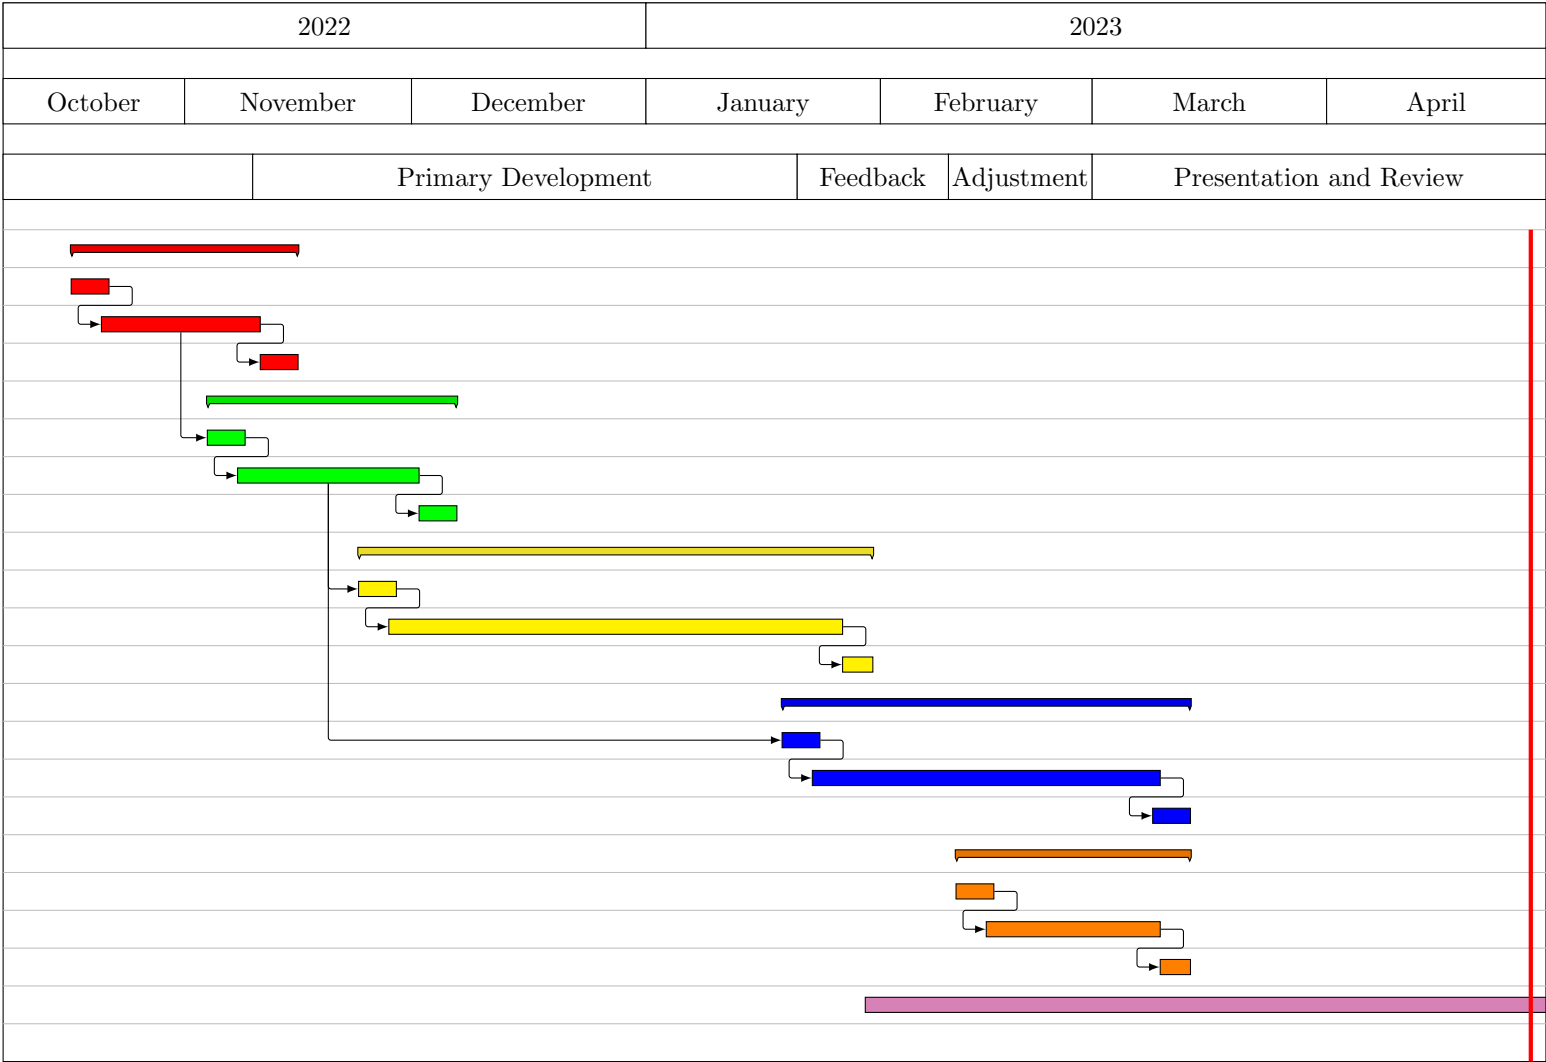 2022 2023
October November December January February March April
Primary Development Feedback Adjustment Presentation and Review